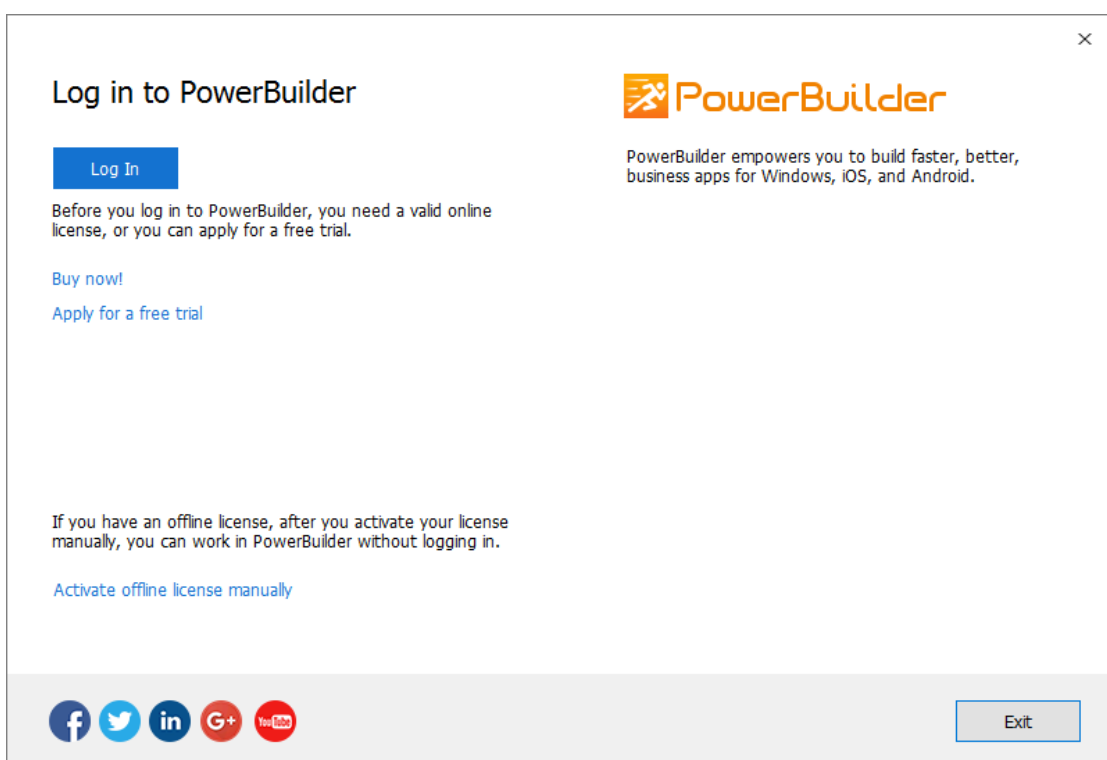 Log in to PowerBuilder
Log In
Before you log in to PowerBuilder, you need a valid online
license, or you can apply for a free trial.
Buy now!
Apply for a free trial
If you have an offline license, after you activate your license
manually, you can work in PowerBuilder without logging in.
Activate offline license manually
PowerBuilder
PowerBuilder empowers you to build faster, better,
business apps for Windows, iOS, and Android.
f
in
G+
YouTube
Exit